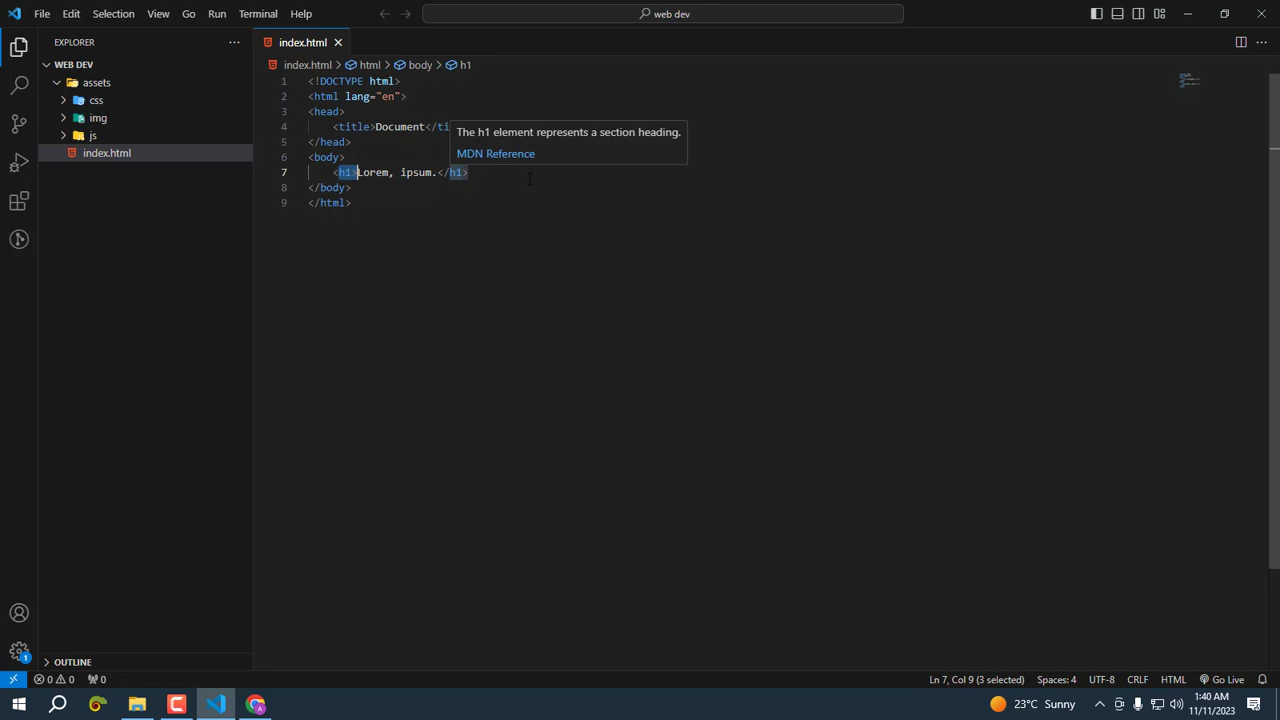 File Edit Selection View Go Run Terminal Help
web dev
EXPLORER
WEB DEV
assets
css
img
js
index.html
OUTLINE
index.html
index.html > html > body > h1
1 <!DOCTYPE html>
2 <html lang="en">
3 <head>
4 <title>Document</ti
5 </head>
6 <body>
7 <h1>Lorem, ipsum.</h1>
8 </body>
9 </html>
The h1 element represents a section heading.
MDN Reference
1
0 0 0
Ln 7, Col 9 (3 selected) Spaces: 4 UTF-8 CRLF HTML Go Live
A
23°C Sunny
1:40 AM
11/11/2023